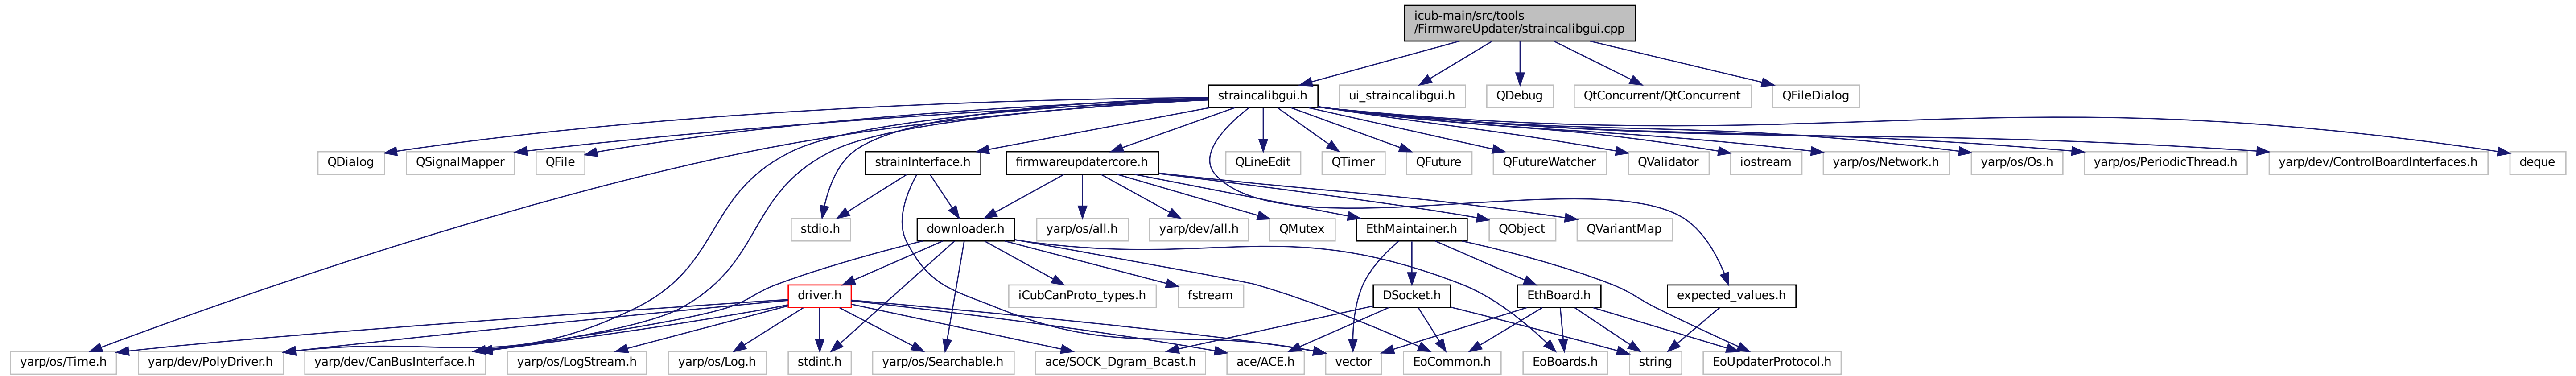 icub-main/src/tools
/FirmwareUpdater/straincalibgui.cpp
straincalibgui.h
ui_straincalibgui.h
QDebug
QtConcurrent/QtConcurrent
QFileDialog
QDialog
QSignalMapper
QFile
strainInterface.h
firmwareupdatercore.h
QLineEdit
QTimer
QFuture
QFutureWatcher
QValidator
iostream
yarp/os/Network.h
yarp/os/Os.h
yarp/os/PeriodicThread.h
yarp/dev/ControlBoardInterfaces.h
deque
stdio.h
downloader.h
yarp/os/all.h
yarp/dev/all.h
QMutex
EthMaintainer.h
QObject
QVariantMap
driver.h
iCubCanProto_types.h
fstream
DSocket.h
EthBoard.h
expected_values.h
yarp/os/Time.h
yarp/dev/PolyDriver.h
yarp/dev/CanBusInterface.h
yarp/os/LogStream.h
yarp/os/Log.h
stdint.h
yarp/os/Searchable.h
ace/SOCK_Dgram_Bcast.h
ace/ACE.h
vector
EoCommon.h
EoBoards.h
string
EoUpdaterProtocol.h